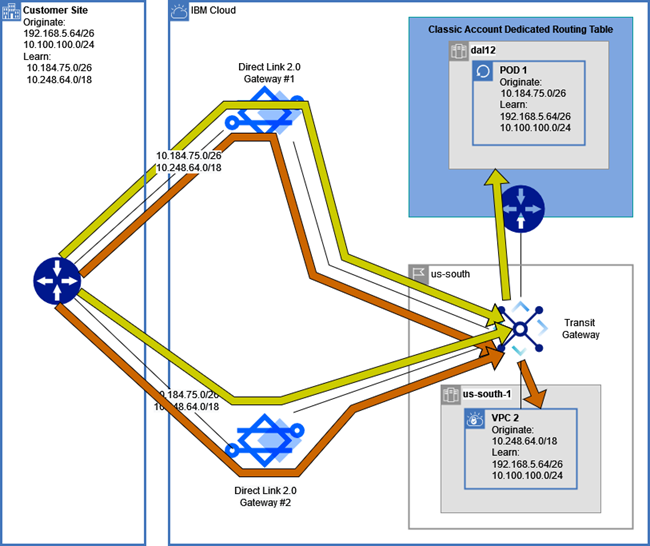 Customer Site
Originate:
192.168.5.64/26
10.100.100.0/24
Learn:
10.184.75.0/26
10.248.64.0/18
IBM Cloud
Direct Link 2.0
Gateway #1
10.184.75.0/26
10.248.64.0/18
Classic Account Dedicated Routing Table
dal12
POD 1
Originate:
10.184.75.0/26
Learn:
192.168.5.64/26
10.100.100.0/24
us-south
Transit
Gateway
10.184.75.0/26
10.248.64.0/18
Direct Link 2.0
Gateway #2
us-south-1
VPC 2
Originate:
10.248.64.0/18
Learn:
192.168.5.64/26
10.100.100.0/24